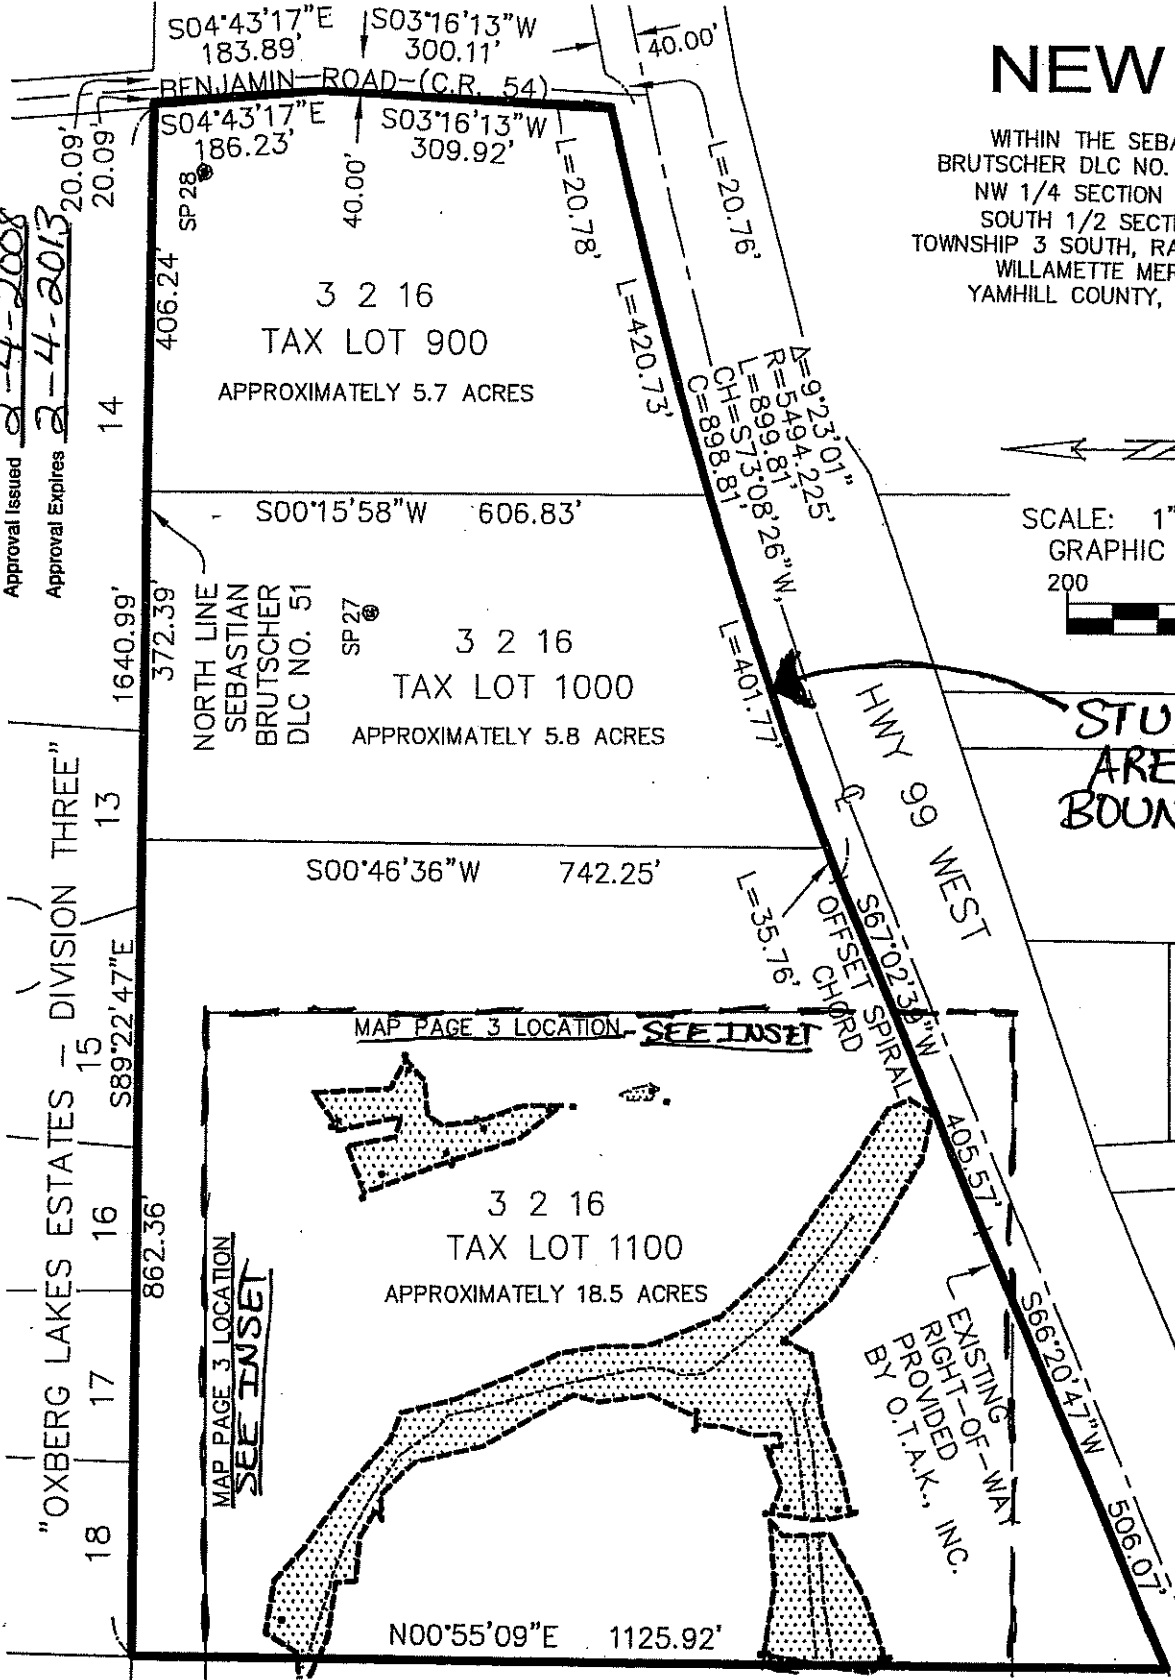 S04°43'17"E
183.89'
S03°16'13"W
300.11'
40.00'
BENJAMIN ROAD (C.R. 54)
S04°43'17"E
186.23'
S03°16'13"W
309.92'
20.09'
20.09'
40.00'
SP 28
L=20.78'
L=20.76'
NEW
WITHIN THE SEBA
BRUTSCHER DLC NO.
NW 1/4 SECTION
SOUTH 1/2 SECTI
TOWNSHIP 3 SOUTH, RA
WILLAMETTE MER
YAMHILL COUNTY,
Approval Issued 2-4-2008
Approval Expires 2-4-2013
406.24'
14
3 2 16
TAX LOT 900
APPROXIMATELY 5.7 ACRES
L=420.73'
Δ=9°23'01"
R=5494.225'
L=899.81'
CH=S73°08'26"W,
C=898.81'
SCALE: 1"
GRAPHIC
200
S00°15'58"W 606.83'
1640.99'
372.39'
NORTH LINE
SEBASTIAN
BRUTSCHER
DLC NO. 51
SP 27
3 2 16
TAX LOT 1000
APPROXIMATELY 5.8 ACRES
L=401.77'
HWY 99 WEST
STU
ARE
BOUN
"OXBERG LAKES ESTATES - DIVISION THREE"
13
S00°46'36"W 742.25'
L=35.76'
S67°02'39"W
OFFSET SPIRAL
CHORD
405.57'
S89°22'47"E
15
MAP PAGE 3 LOCATION - SEE INSET
3 2 16
TAX LOT 1100
APPROXIMATELY 18.5 ACRES
16
862.36'
MAP PAGE 3 LOCATION
SEE INSET
17
18
EXISTING
RIGHT-OF-WAY
PROVIDED
BY O.T.A.K., INC.
S66°20'47"W
506.07'
N00°55'09"E 1125.92'